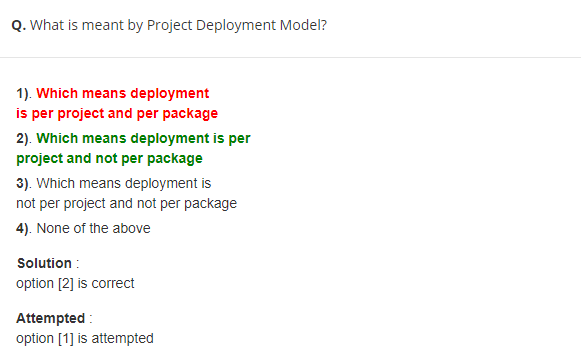 Q. What is meant by Project Deployment Model?
1). Which means deployment
is per project and per package
2). Which means deployment is per
project and not per package
3). Which means deployment is
not per project and not per package
4). None of the above
Solution :
option [2] is correct
Attempted :
option [1] is attempted